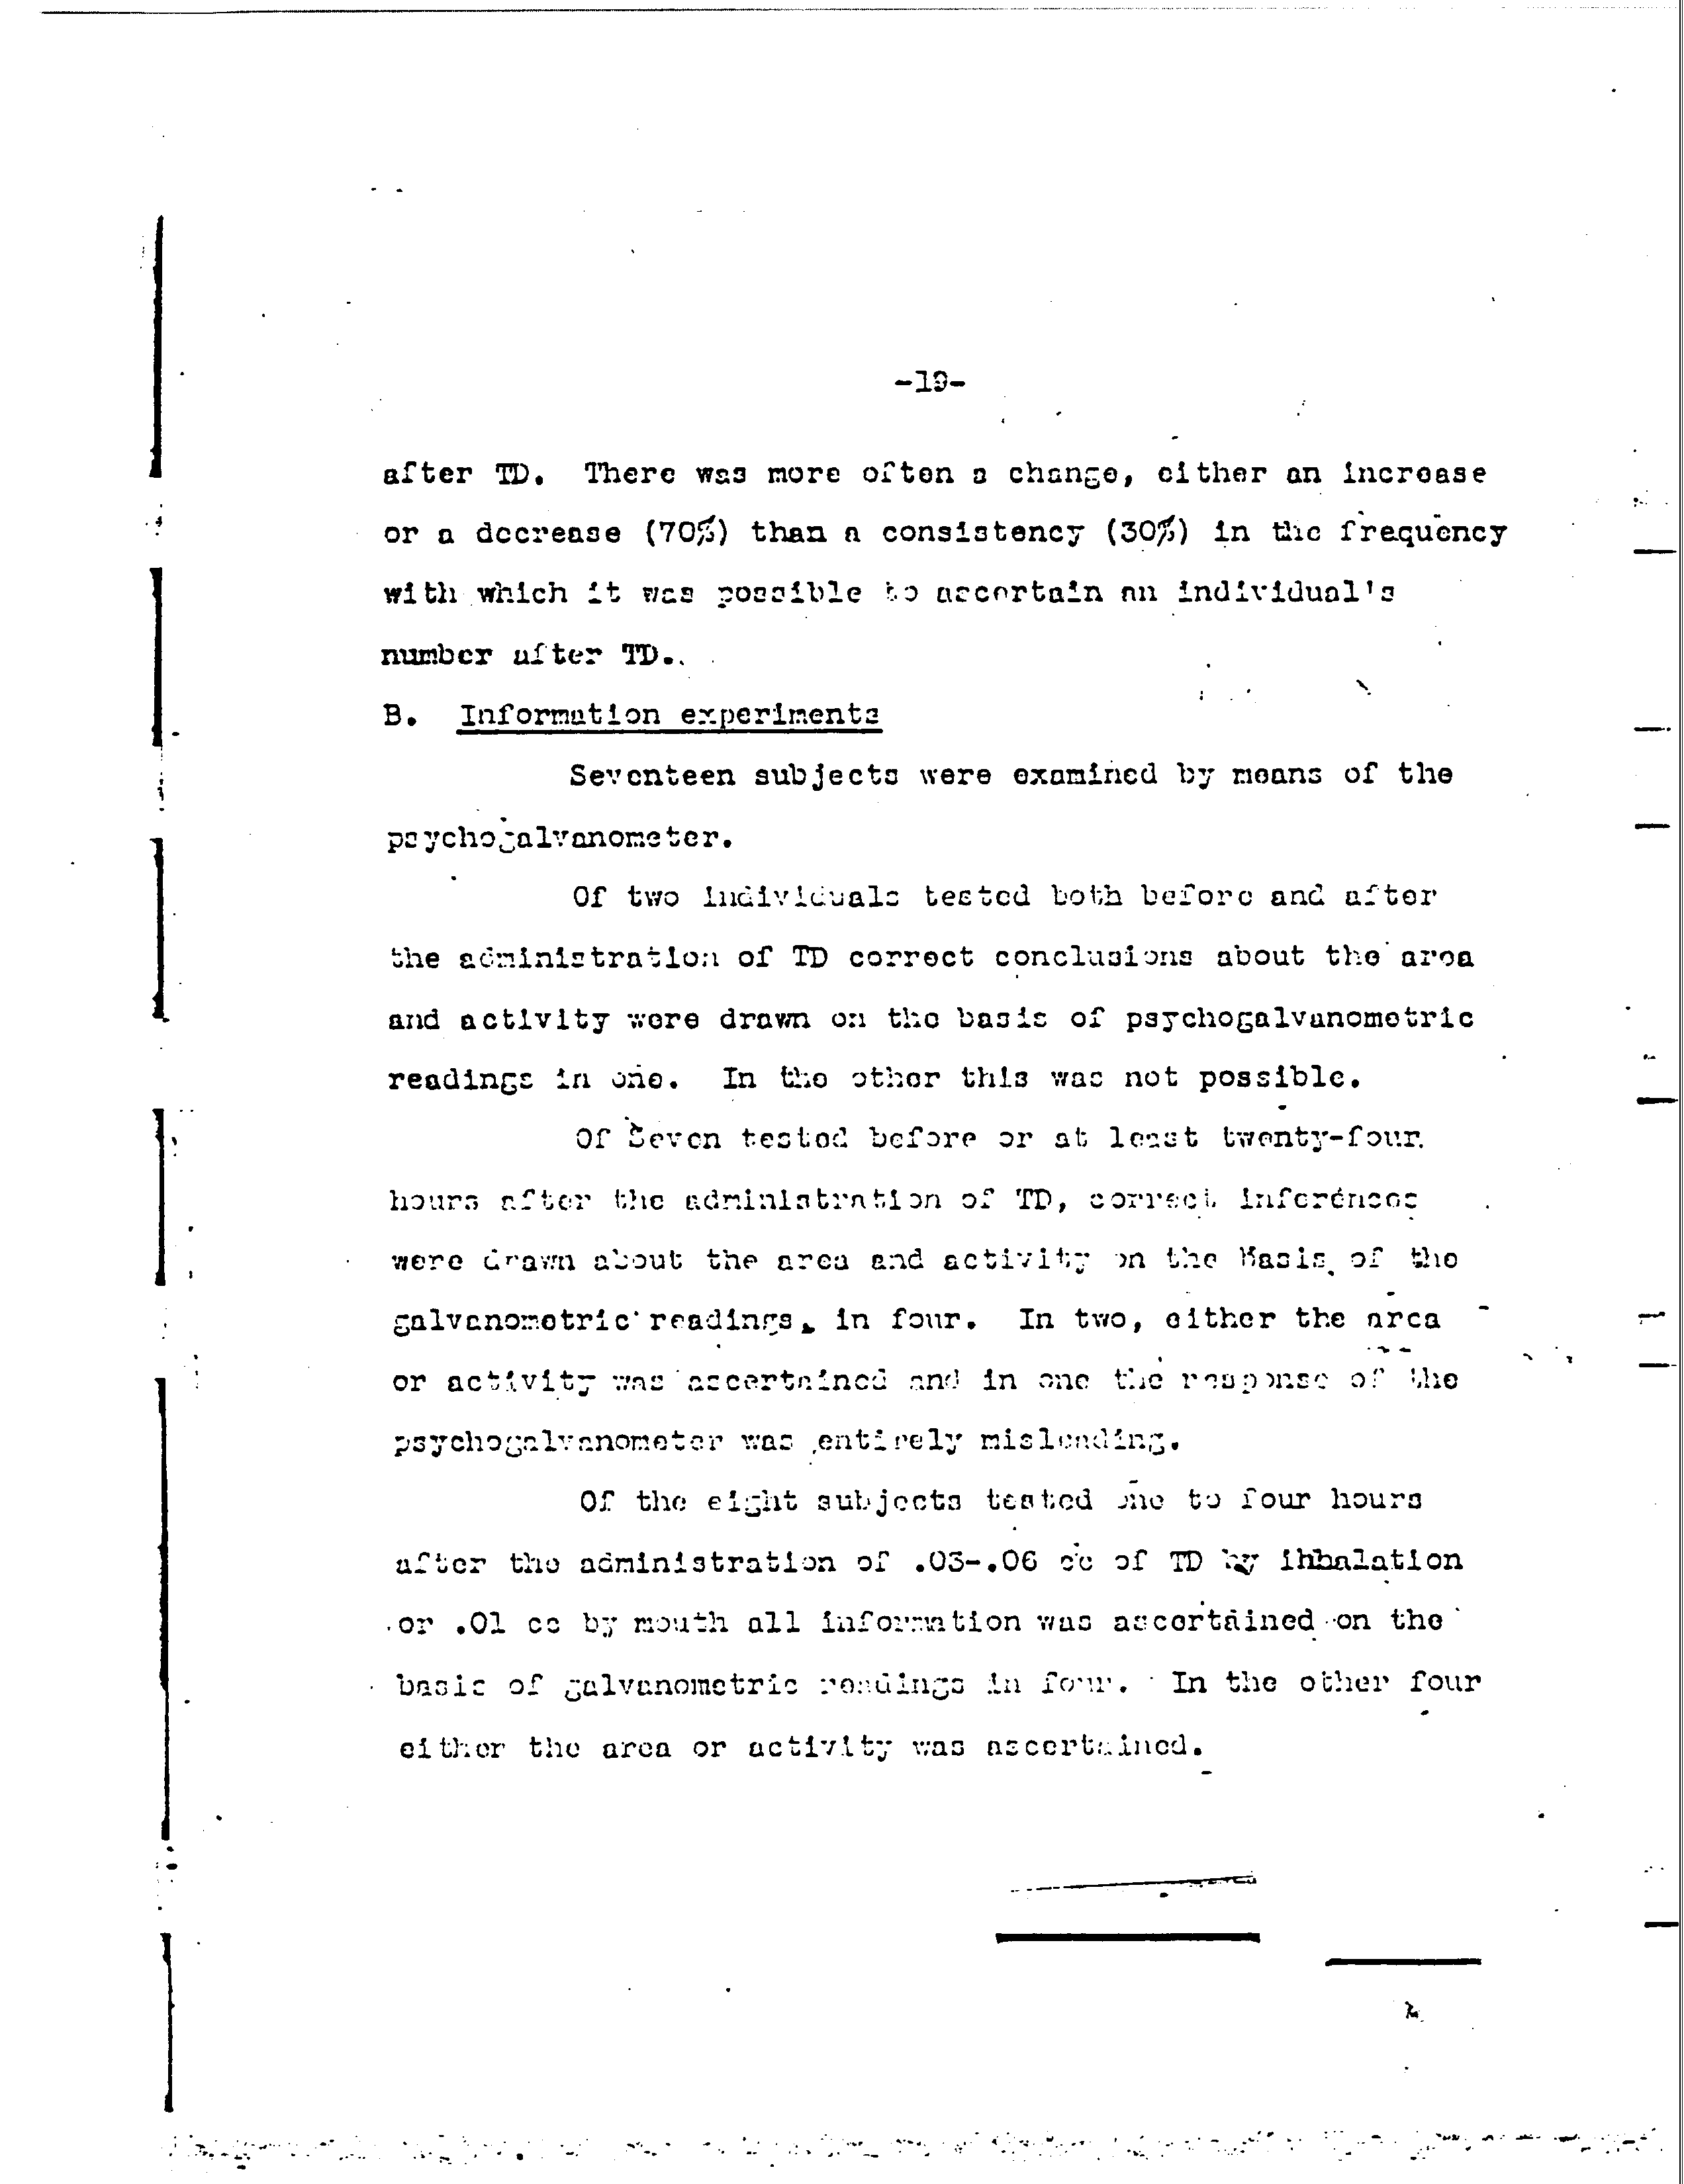 -19-
after TD. There was more often a change, either an increase
or a decrease (70%) than a consistency (30%) in the frequency
with which it was possible to ascertain an individual's
number after TD.
B. Information experiments
Seventeen subjects were examined by means of the
psychogalvanometer.
Of two individuals tested both before and after
the administration of TD correct conclusions about the area
and activity were drawn on the basis of psychogalvanometric
readings in one. In the other this was not possible.
Of Seven tested before or at least twenty-four
hours after the administration of TD, correct inferences
were drawn about the area and activity on the Basis of the
galvanometric readings, in four. In two, either the area
or activity was ascertained and in one the response of the
psychogalvanometer was entirely misleading.
Of the eight subjects tested one to four hours
after the administration of .03-.06 cc of TD by ihhalation
or .01 cc by mouth all information was ascertained on the
basis of galvanometric readings in four. In the other four
either the area or activity was ascertained.